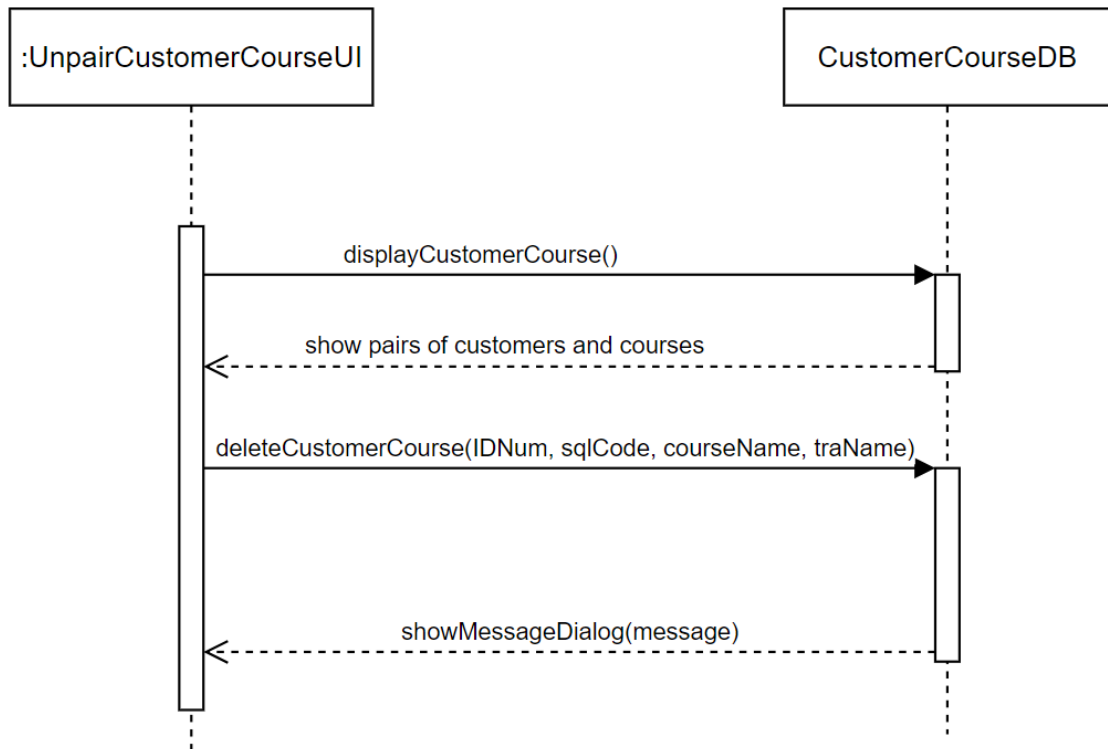 :UnpairCustomerCourseUI
CustomerCourseDB
displayCustomerCourse()
show pairs of customers and courses
deleteCustomerCourse(IDNum, sqlCode, courseName, traName)
showMessageDialog(message)